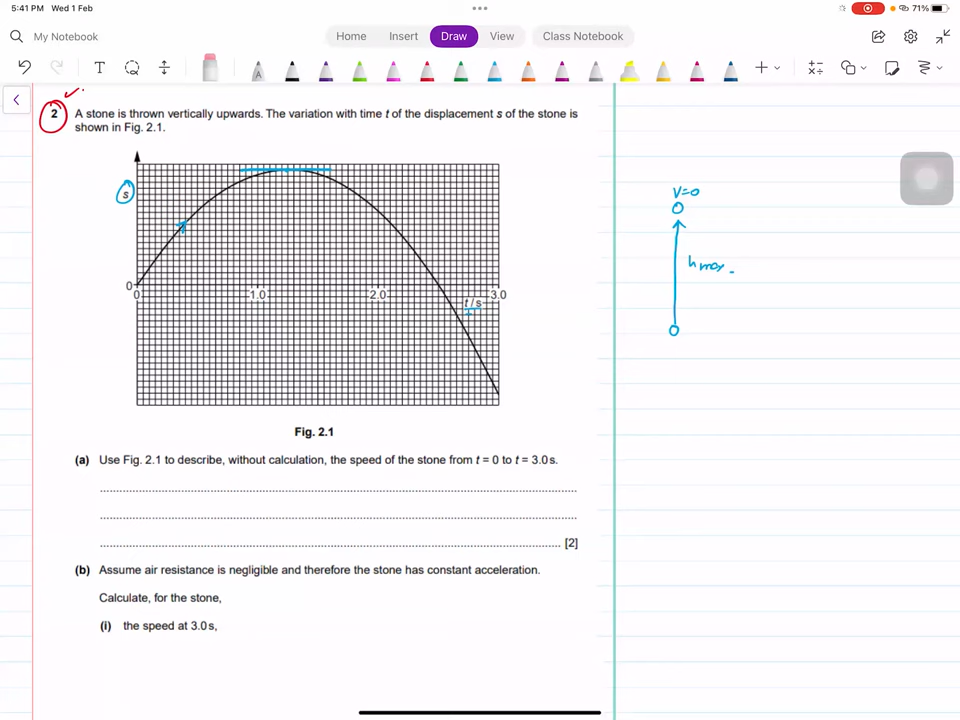 5:41 PM Wed 1 Feb
71%
My Notebook
Home Insert Draw View Class Notebook
T
A
2 A stone is thrown vertically upwards. The variation with time t of the displacement s of the stone is
shown in Fig. 2.1.
s
0
0 1.0 2.0 3.0
t / s
v=0
hmax.
Fig. 2.1
(a) Use Fig. 2.1 to describe, without calculation, the speed of the stone from t = 0 to t = 3.0 s.
..........................................................................................
..........................................................................................
.......................................................................................... [2]
(b) Assume air resistance is negligible and therefore the stone has constant acceleration.
Calculate, for the stone,
(i) the speed at 3.0 s,